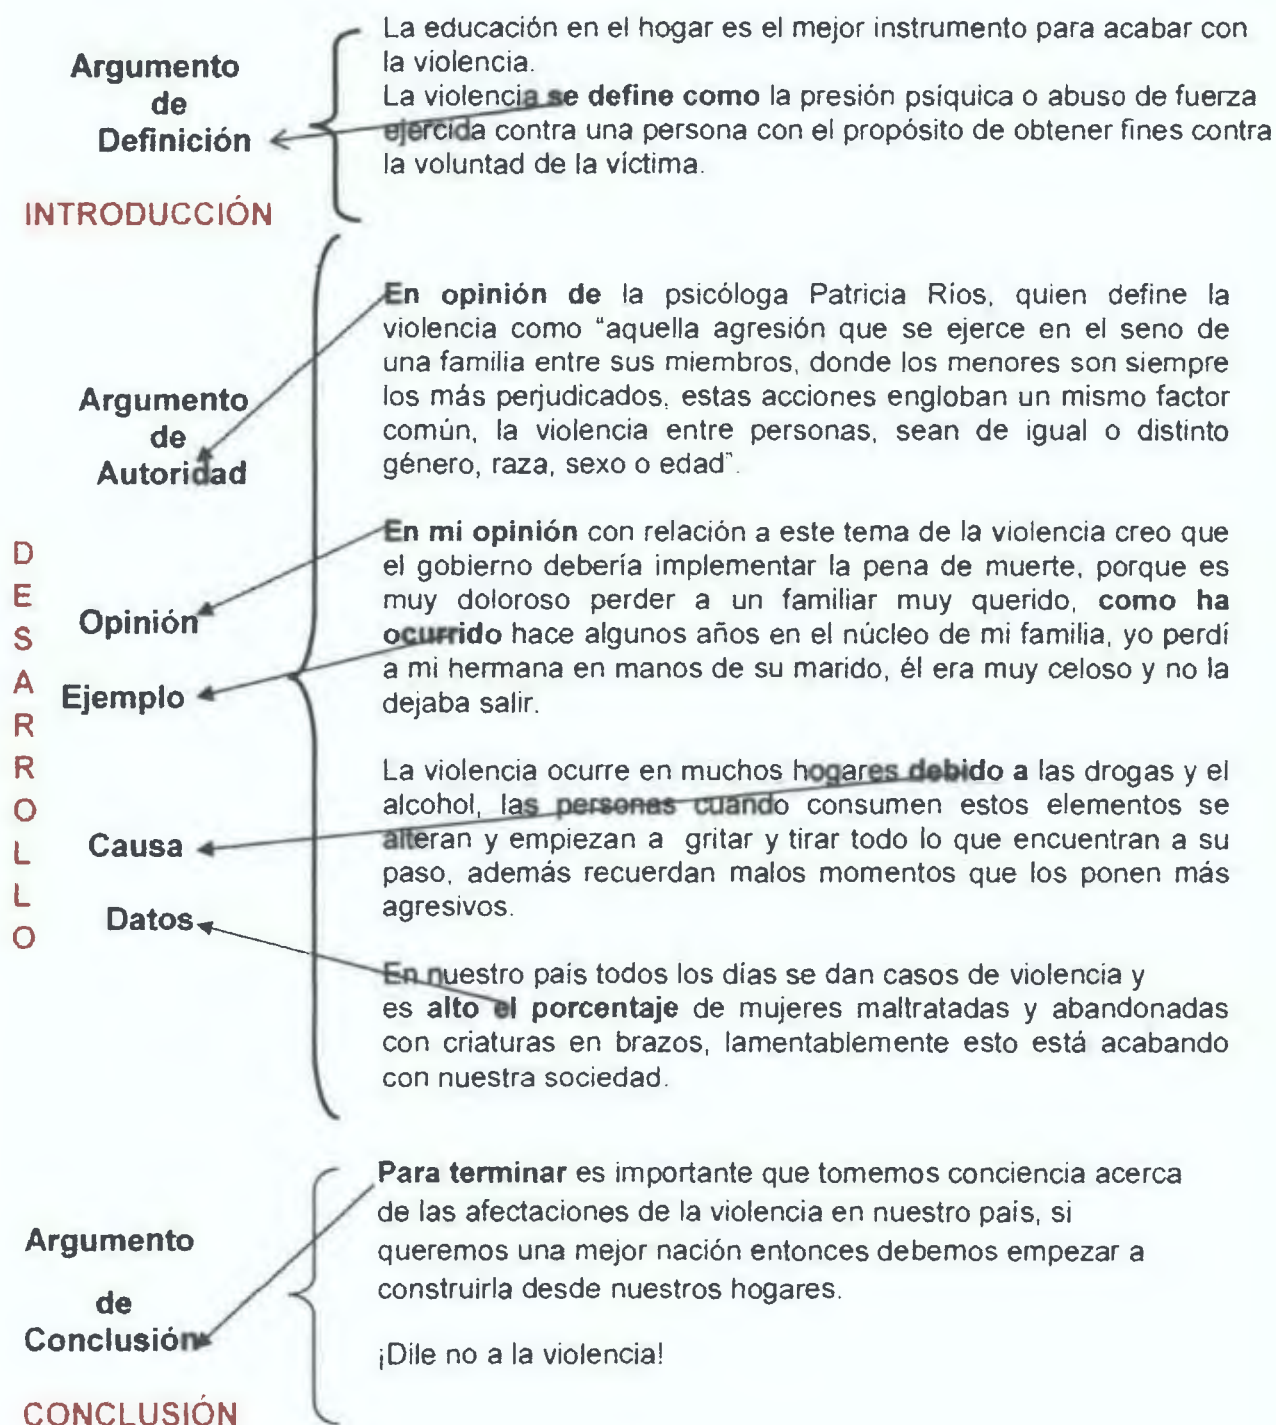 La educación en el hogar es el mejor instrumento para acabar con
la violencia.
La violencia se define como la presión psíquica o abuso de fuerza
ejercida contra una persona con el propósito de obtener fines contra
la voluntad de la víctima.
Argumento
de
Definición
INTRODUCCIÓN
En opinión de la psicóloga Patricia Ríos, quien define la
violencia como “aquella agresión que se ejerce en el seno de
una familia entre sus miembros, donde los menores son siempre
los más perjudicados, estas acciones engloban un mismo factor
común, la violencia entre personas, sean de igual o distinto
género, raza, sexo o edad”.
Argumento
de
Autoridad
En mi opinión con relación a este tema de la violencia creo que
el gobierno debería implementar la pena de muerte, porque es
muy doloroso perder a un familiar muy querido, como ha
ocurrido hace algunos años en el núcleo de mi familia, yo perdí
a mi hermana en manos de su marido, él era muy celoso y no la
dejaba salir.
Opinión
Ejemplo
La violencia ocurre en muchos hogares debido a las drogas y el
alcohol, las personas cuando consumen estos elementos se
alteran y empiezan a gritar y tirar todo lo que encuentran a su
paso, además recuerdan malos momentos que los ponen más
agresivos.
Causa
Datos
En nuestro país todos los días se dan casos de violencia y
es alto el porcentaje de mujeres maltratadas y abandonadas
con criaturas en brazos, lamentablemente esto está acabando
con nuestra sociedad.
D
E
S
A
R
R
O
L
L
O
Para terminar es importante que tomemos conciencia acerca
de las afectaciones de la violencia en nuestro país, si
queremos una mejor nación entonces debemos empezar a
construirla desde nuestros hogares.
¡Dile no a la violencia!
Argumento
de
Conclusión
CONCLUSIÓN